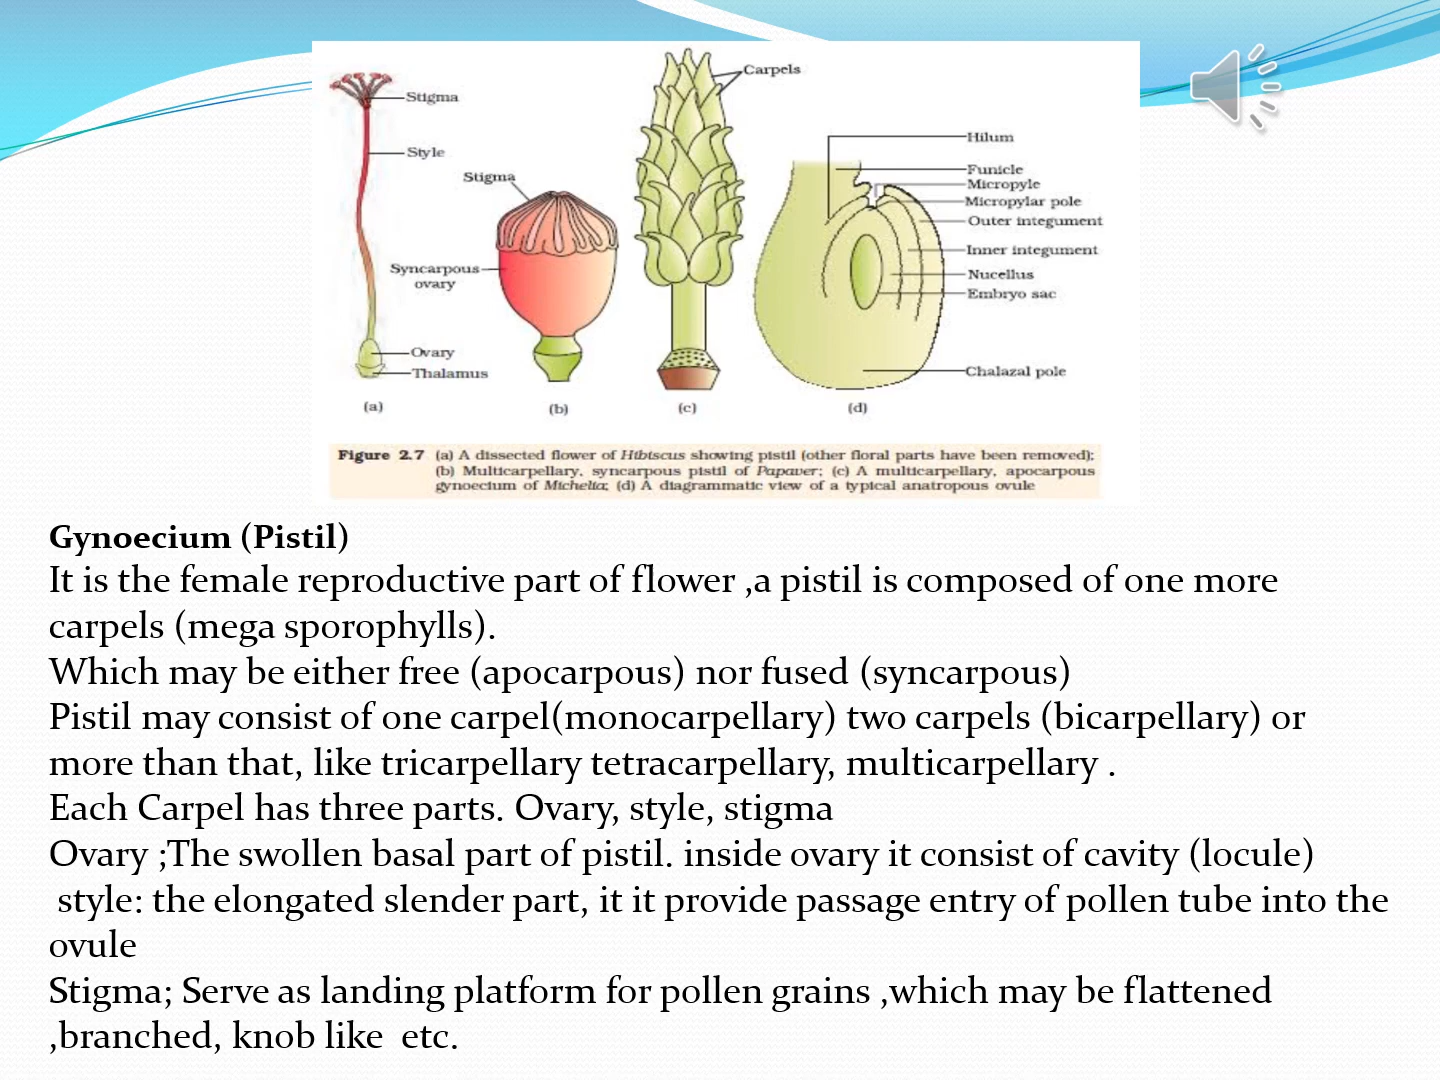 Carpels
Stigma
Style
Stigma
Syncarpous
ovary
Ovary
Thalamus
Hilum
Funicle
Micropyle
Micropylar pole
Outer integument
Inner integument
Nucellus
Embryo sac
Chalazal pole
(a)
(b)
(c)
(d)
Figure 2.7 (a) A dissected flower of Hibiscus showing pistil (other floral parts have been removed);
(b) Multicarpellary, syncarpous pistil of Papaver; (c) A multicarpellary, apocarpous
gynoecium of Michelia; (d) A diagrammatic view of a typical anatropous ovule
Gynoecium (Pistil)
It is the female reproductive part of flower ,a pistil is composed of one more
carpels (mega sporophylls).
Which may be either free (apocarpous) nor fused (syncarpous)
Pistil may consist of one carpel(monocarpellary) two carpels (bicarpellary) or
more than that, like tricarpellary tetracarpellary, multicarpellary .
Each Carpel has three parts. Ovary, style, stigma
Ovary ;The swollen basal part of pistil. inside ovary it consist of cavity (locule)
style: the elongated slender part, it it provide passage entry of pollen tube into the
ovule
Stigma; Serve as landing platform for pollen grains ,which may be flattened
,branched, knob like etc.